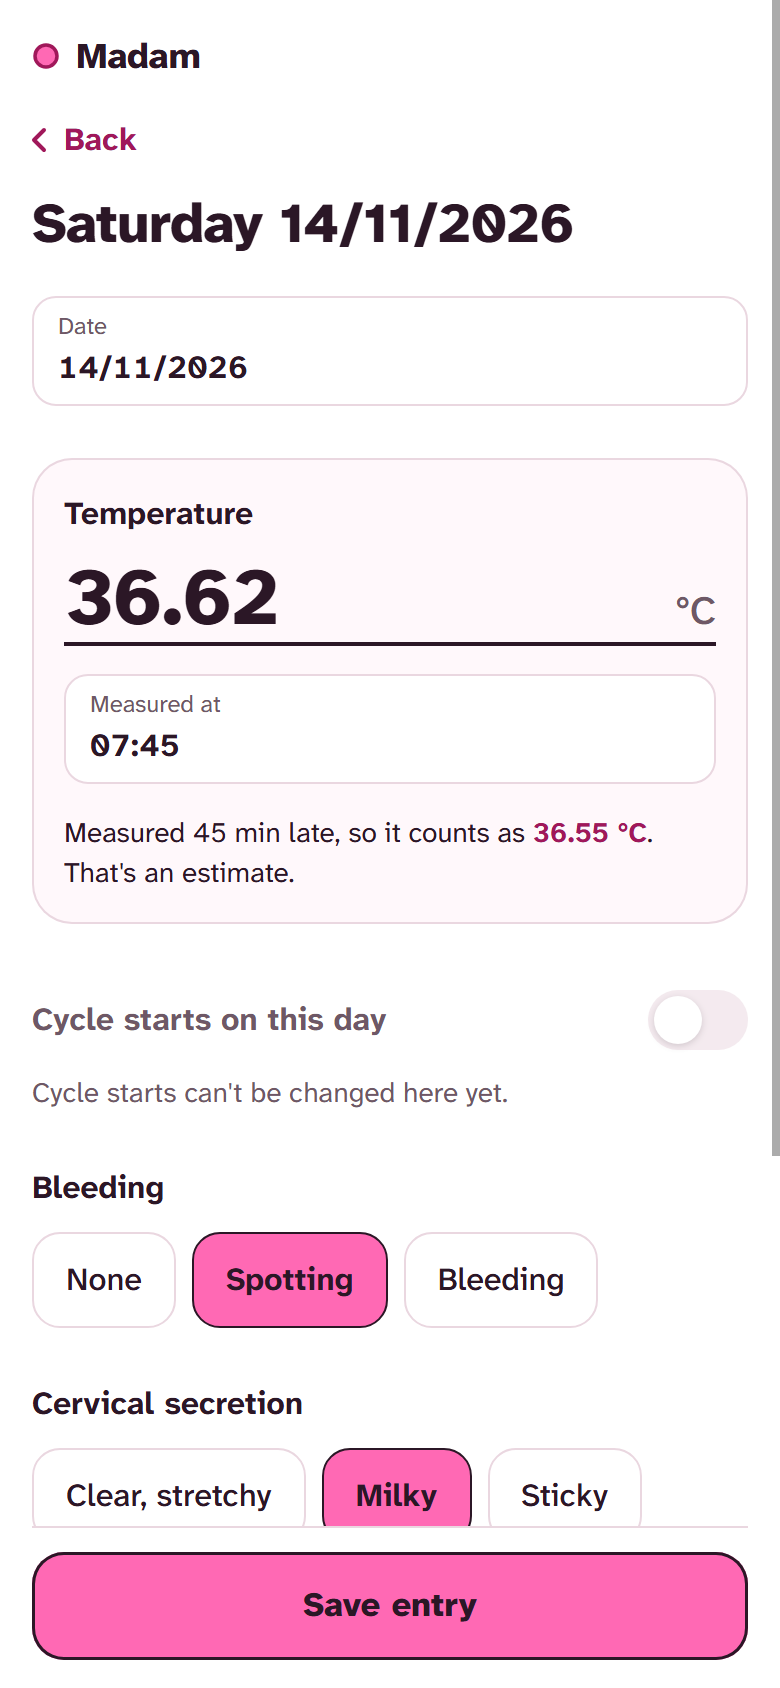 Madam
Back
Saturday 14/11/2026
Date
14/11/2026
Temperature
36.62
°C
Measured at
07:45
Measured 45 min late, so it counts as 36.55 °C.
That's an estimate.
Cycle starts on this day
Cycle starts can't be changed here yet.
Bleeding
None
Spotting
Bleeding
Cervical secretion
Clear, stretchy
Milky
Sticky
Save entry